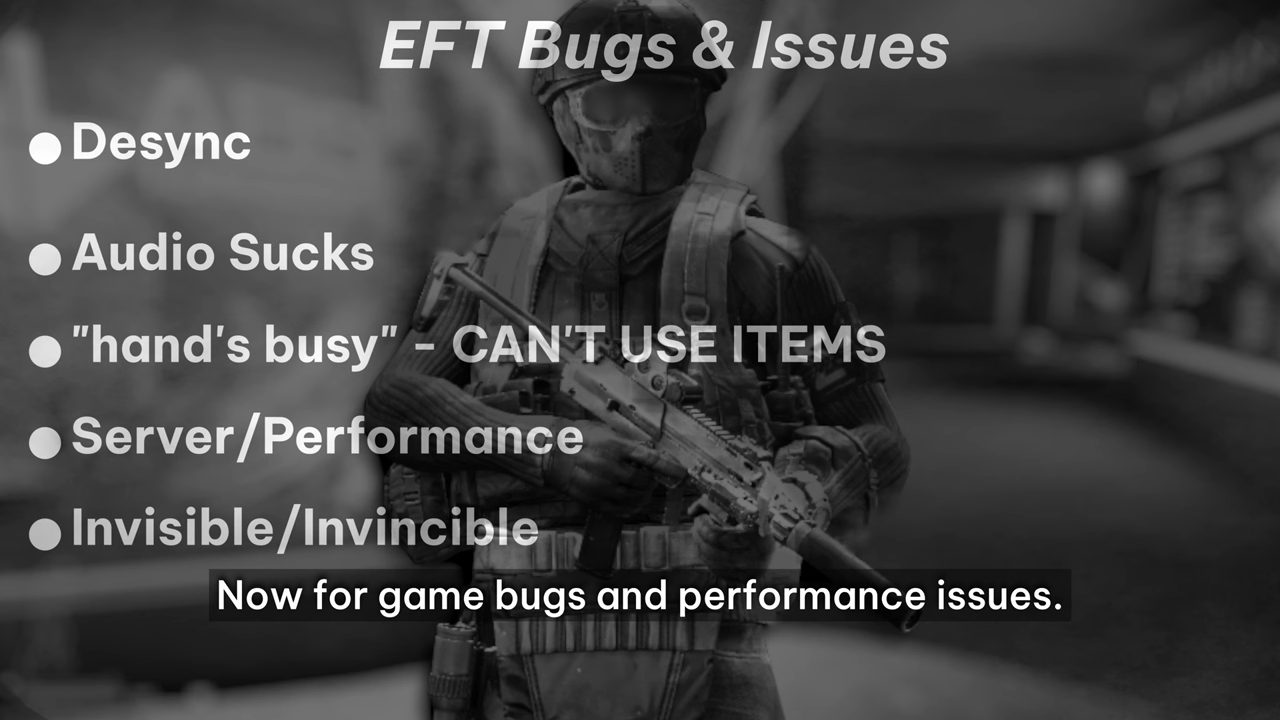 EFT Bugs & Issues
Desync
Audio Sucks
"hand's busy" - CAN'T USE ITEMS
Server/Performance
Invisible/Invincible
Now for game bugs and performance issues.